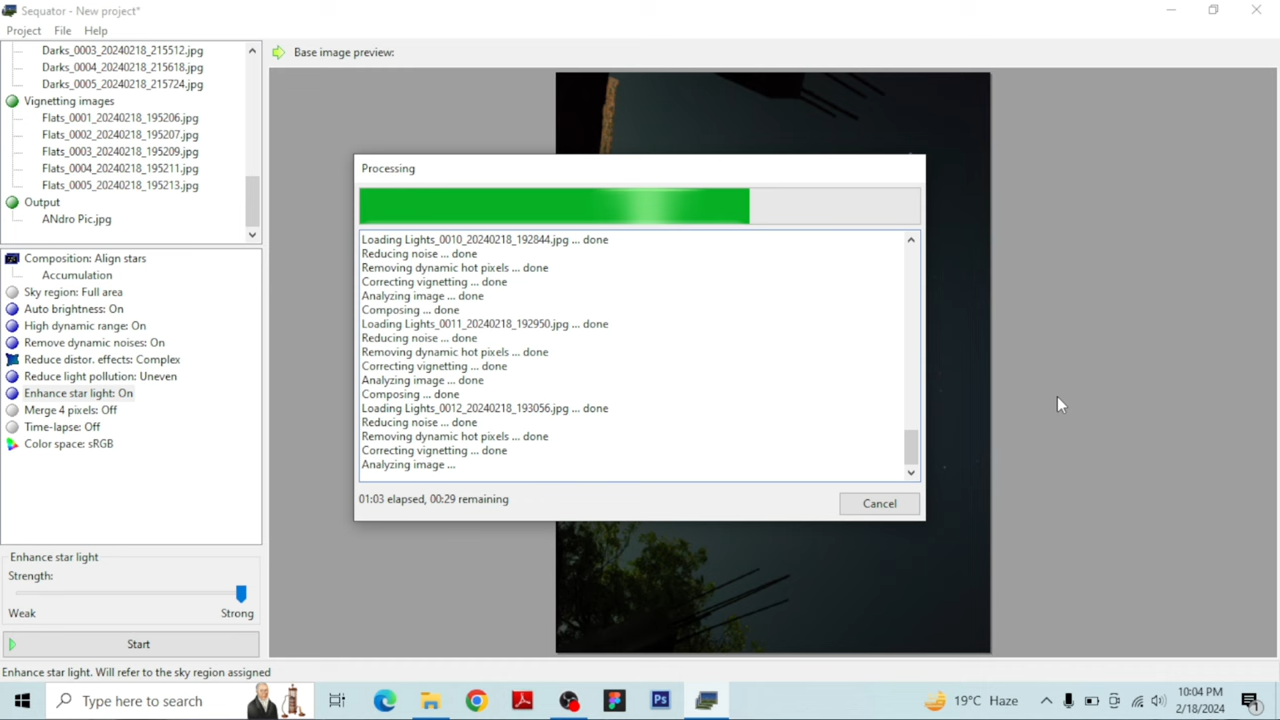 Sequator - New project*
Project File Help
Darks_0003_20240218_215512.jpg
Darks_0004_20240218_215618.jpg
Darks_0005_20240218_215724.jpg
Vignetting images
Flats_0001_20240218_195206.jpg
Flats_0002_20240218_195207.jpg
Flats_0003_20240218_195209.jpg
Flats_0004_20240218_195211.jpg
Flats_0005_20240218_195213.jpg
Output
ANdro Pic.jpg
Composition: Align stars
Accumulation
Sky region: Full area
Auto brightness: On
High dynamic range: On
Remove dynamic noises: On
Reduce distor. effects: Complex
Reduce light pollution: Uneven
Enhance star light: On
Merge 4 pixels: Off
Time-lapse: Off
Color space: sRGB
Enhance star light
Strength:
Weak Strong
Start
Base image preview:
Processing
Loading Lights_0010_20240218_192844.jpg ... done
Reducing noise ... done
Removing dynamic hot pixels ... done
Correcting vignetting ... done
Analyzing image ... done
Composing ... done
Loading Lights_0011_20240218_192950.jpg ... done
Reducing noise ... done
Removing dynamic hot pixels ... done
Correcting vignetting ... done
Analyzing image ... done
Composing ... done
Loading Lights_0012_20240218_193056.jpg ... done
Reducing noise ... done
Removing dynamic hot pixels ... done
Correcting vignetting ... done
Analyzing image ...
01:03 elapsed, 00:29 remaining
Cancel
Enhance star light. Will refer to the sky region assigned
Type here to search
Ps
19°C Haze
10:04 PM
2/18/2024
1